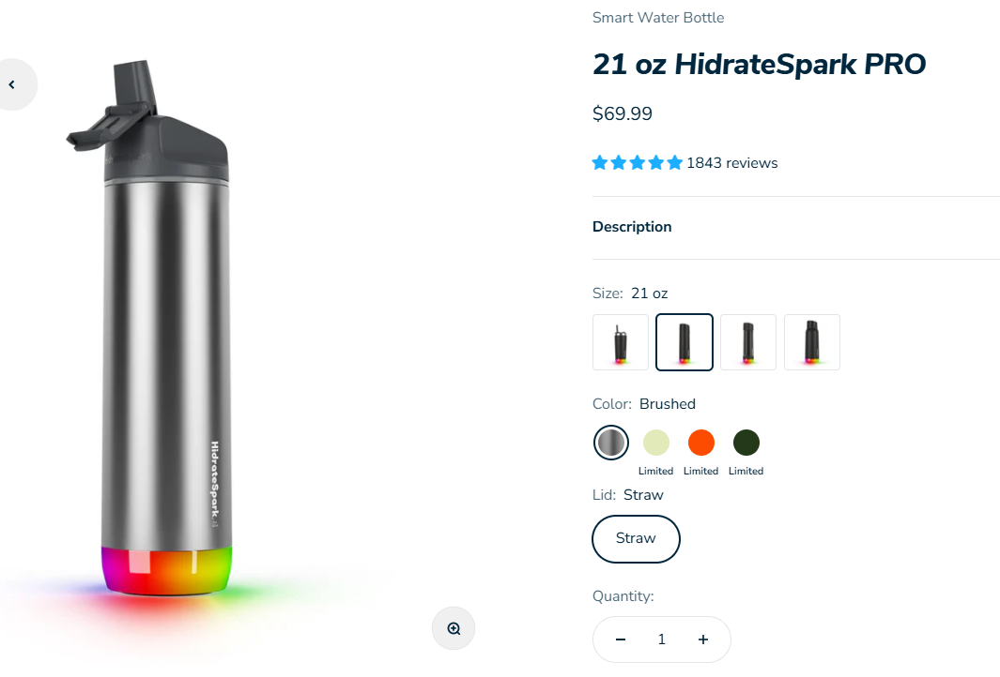 Smart Water Bottle
21 oz HidrateSpark PRO
$69.99
1843 reviews
Description
Size: 21 oz
Color: Brushed
Limited Limited Limited
Lid: Straw
Straw
Quantity:
1
HidrateSpark